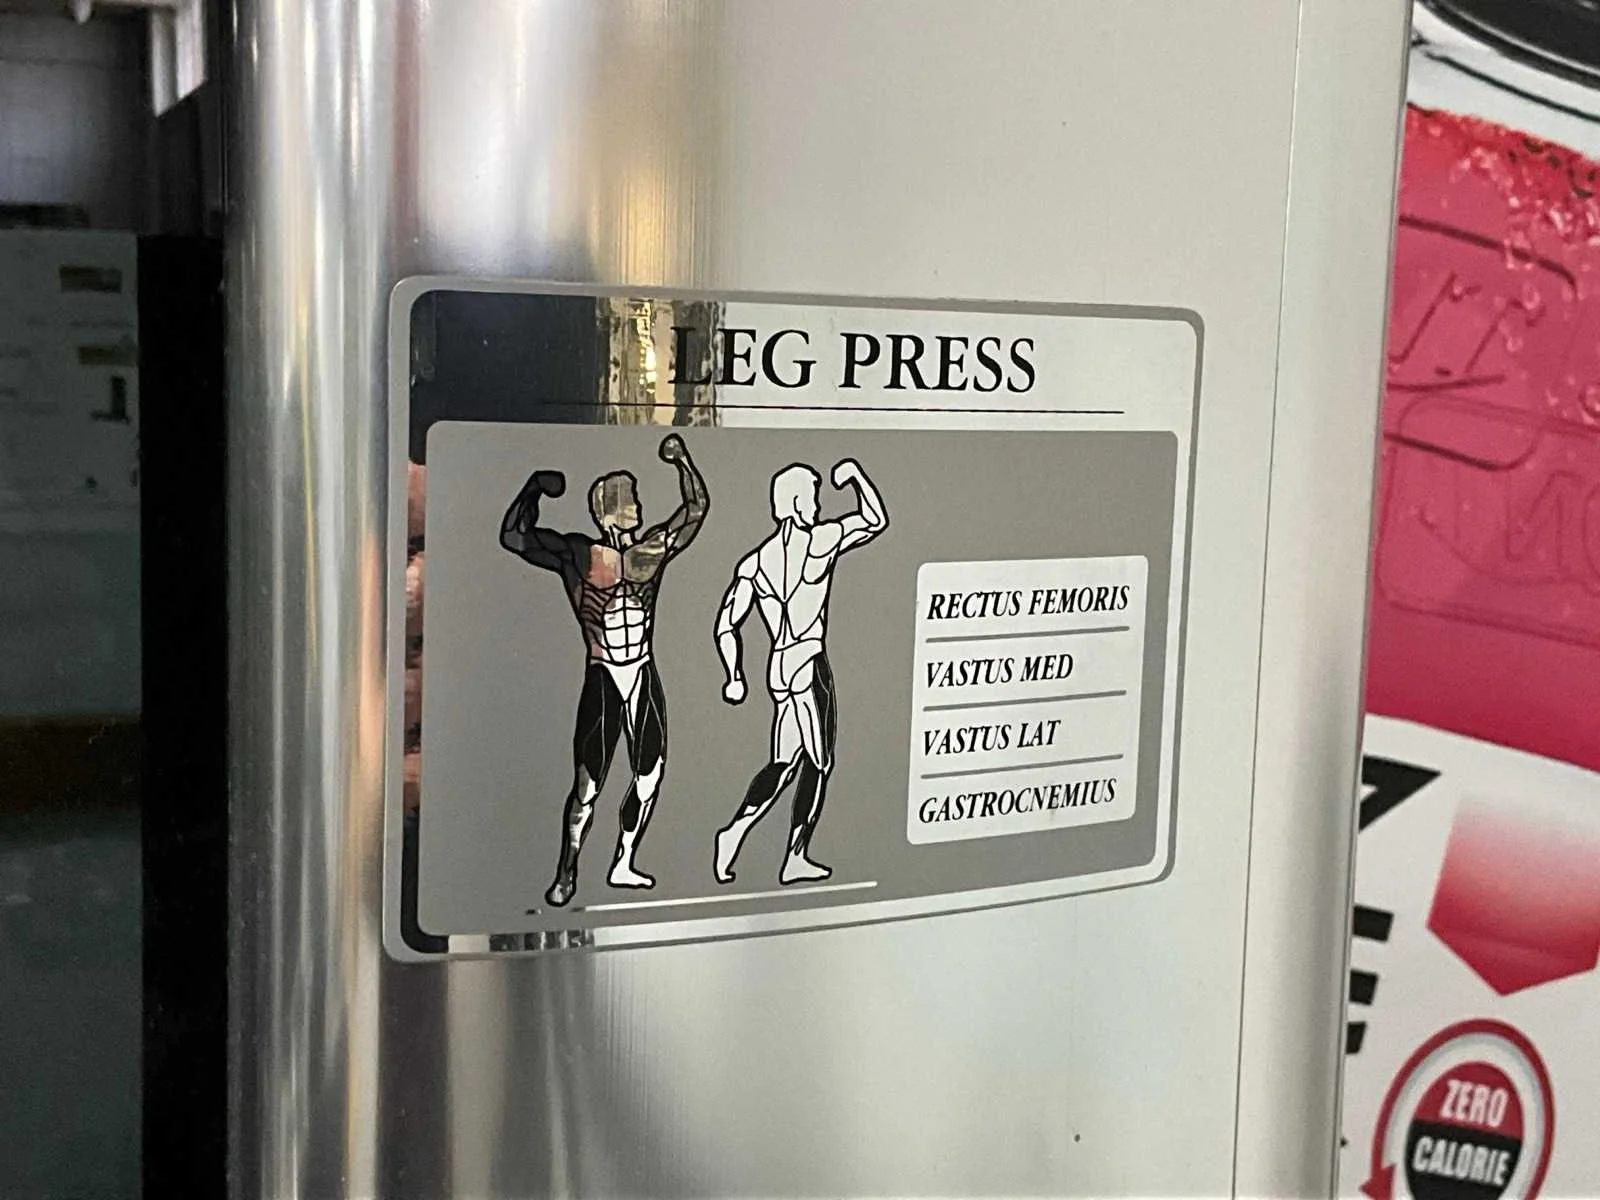 LEG PRESS
RECTUS FEMORIS
VASTUS MED
VASTUS LAT
GASTROCNEMIUS
ZERO
CALORIE